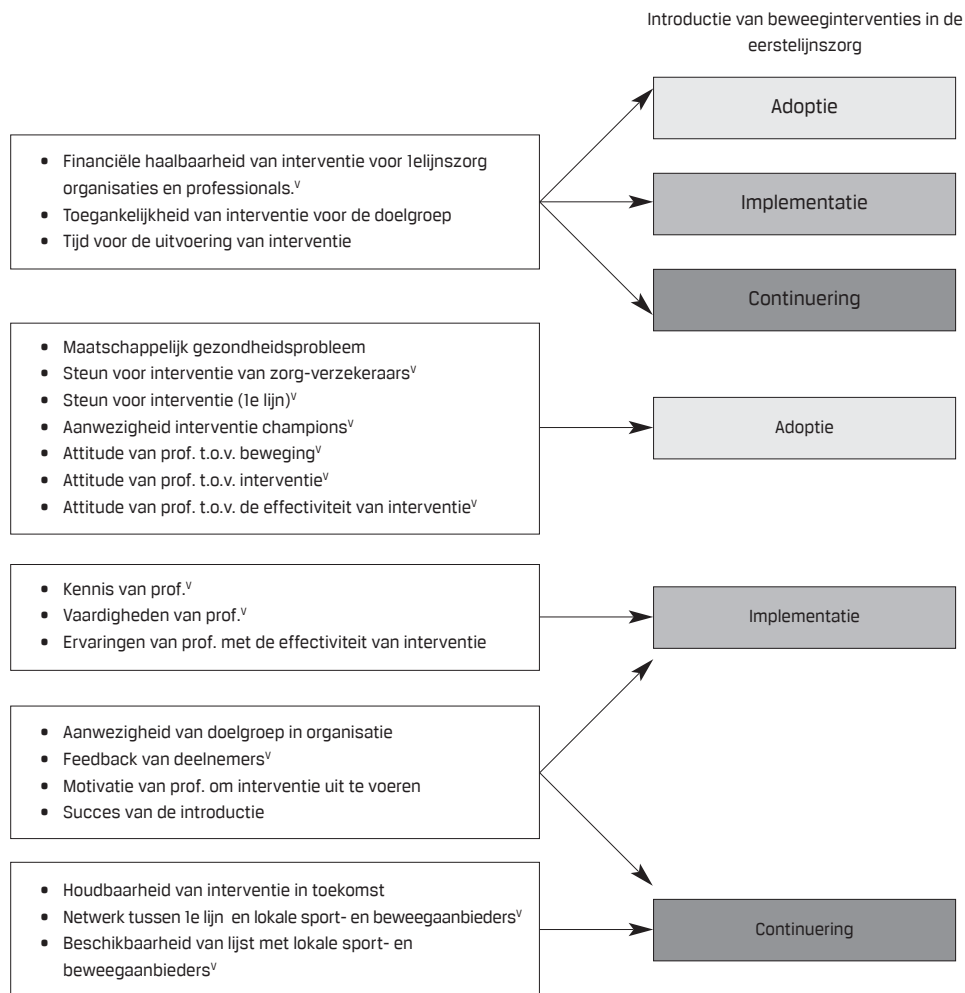 Introductie van beweeginterventies in de
eerstelijnszorg
Adoptie
• Financiële haalbaarheid van interventie voor 1elijnszorg
organisaties en professionals.ⱽ
• Toegankelijkheid van interventie voor de doelgroep
• Tijd voor de uitvoering van interventie
Implementatie
Continuering
• Maatschappelijk gezondheidsprobleem
• Steun voor interventie van zorg-verzekeraarsⱽ
• Steun voor interventie (1e lijn)ⱽ
• Aanwezigheid interventie championsⱽ
• Attitude van prof. t.o.v. bewegingⱽ
• Attitude van prof. t.o.v. interventieⱽ
• Attitude van prof. t.o.v. de effectiviteit van interventieⱽ
Adoptie
• Kennis van prof.ⱽ
• Vaardigheden van prof.ⱽ
• Ervaringen van prof. met de effectiviteit van interventie
Implementatie
• Aanwezigheid van doelgroep in organisatie
• Feedback van deelnemersⱽ
• Motivatie van prof. om interventie uit te voeren
• Succes van de introductie
• Houdbaarheid van interventie in toekomst
• Netwerk tussen 1e lijn en lokale sport- en beweegaanbiedersⱽ
• Beschikbaarheid van lijst met lokale sport- en
beweegaanbiedersⱽ
Continuering